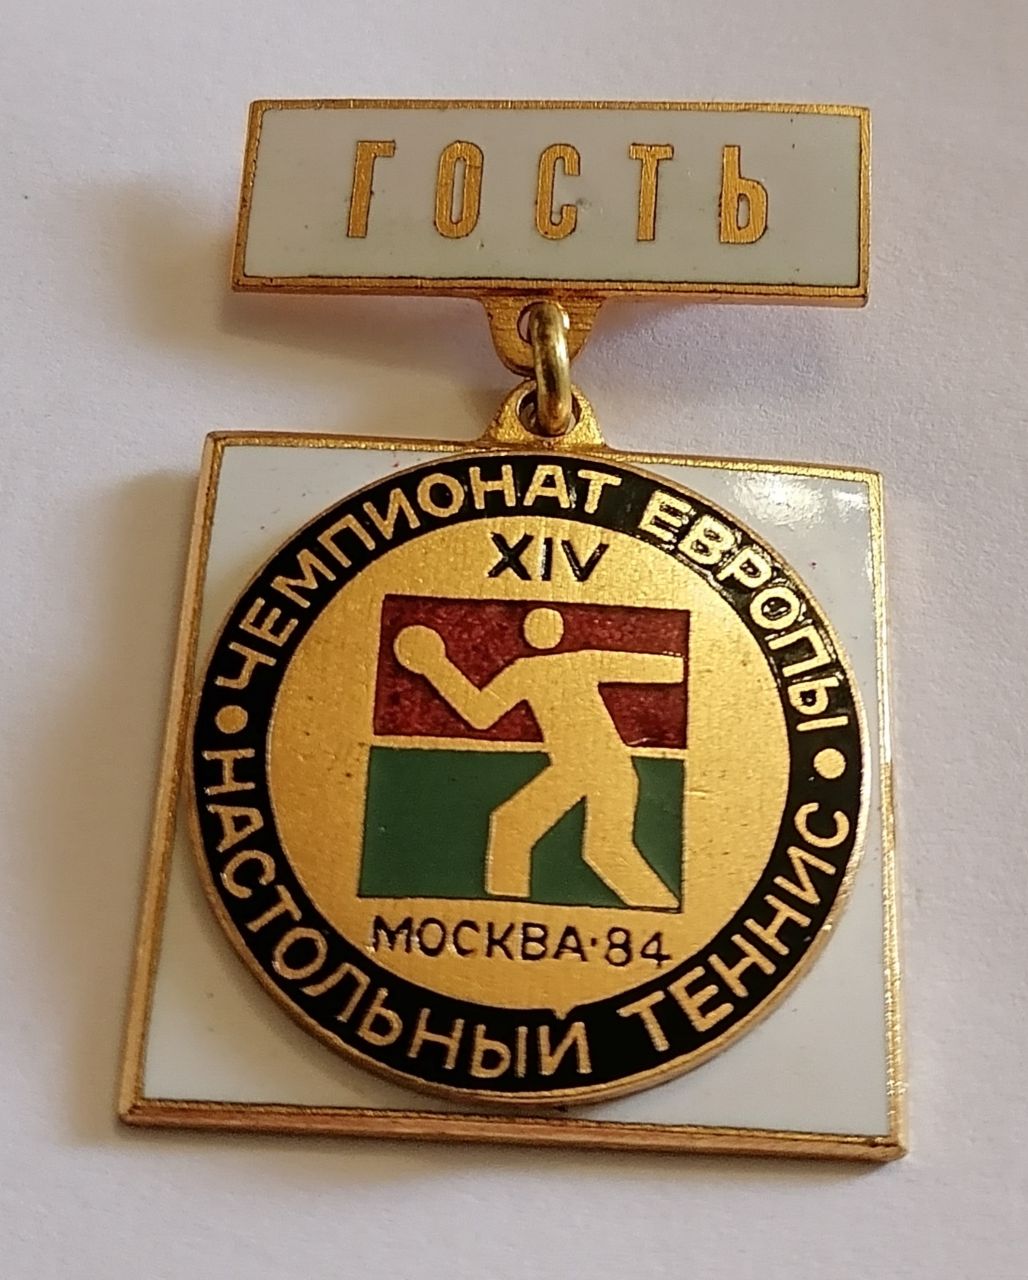 ГОСТЬ
ЧЕМПИОНАТ ЕВРОПЫ
XIV
МОСКВА·84
• НАСТОЛЬНЫЙ ТЕННИС •